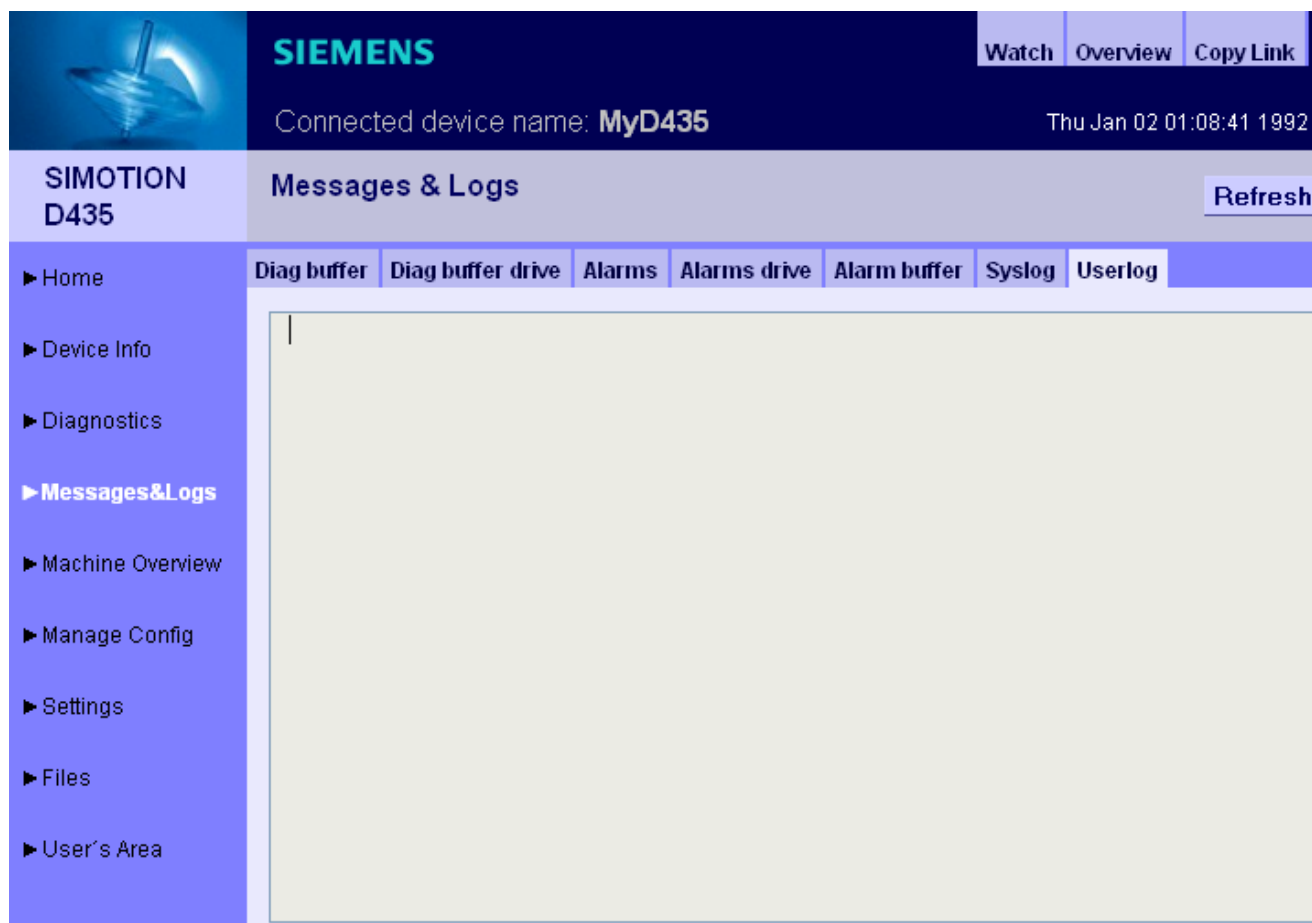 SIEMENS
Watch Overview Copy Link
Connected device name: MyD435
Thu Jan 02 01:08:41 1992
SIMOTION
D435
Messages & Logs
Refresh
Diag buffer Diag buffer drive Alarms Alarms drive Alarm buffer Syslog Userlog
Home
Device Info
Diagnostics
Messages&Logs
Machine Overview
Manage Config
Settings
Files
User´s Area